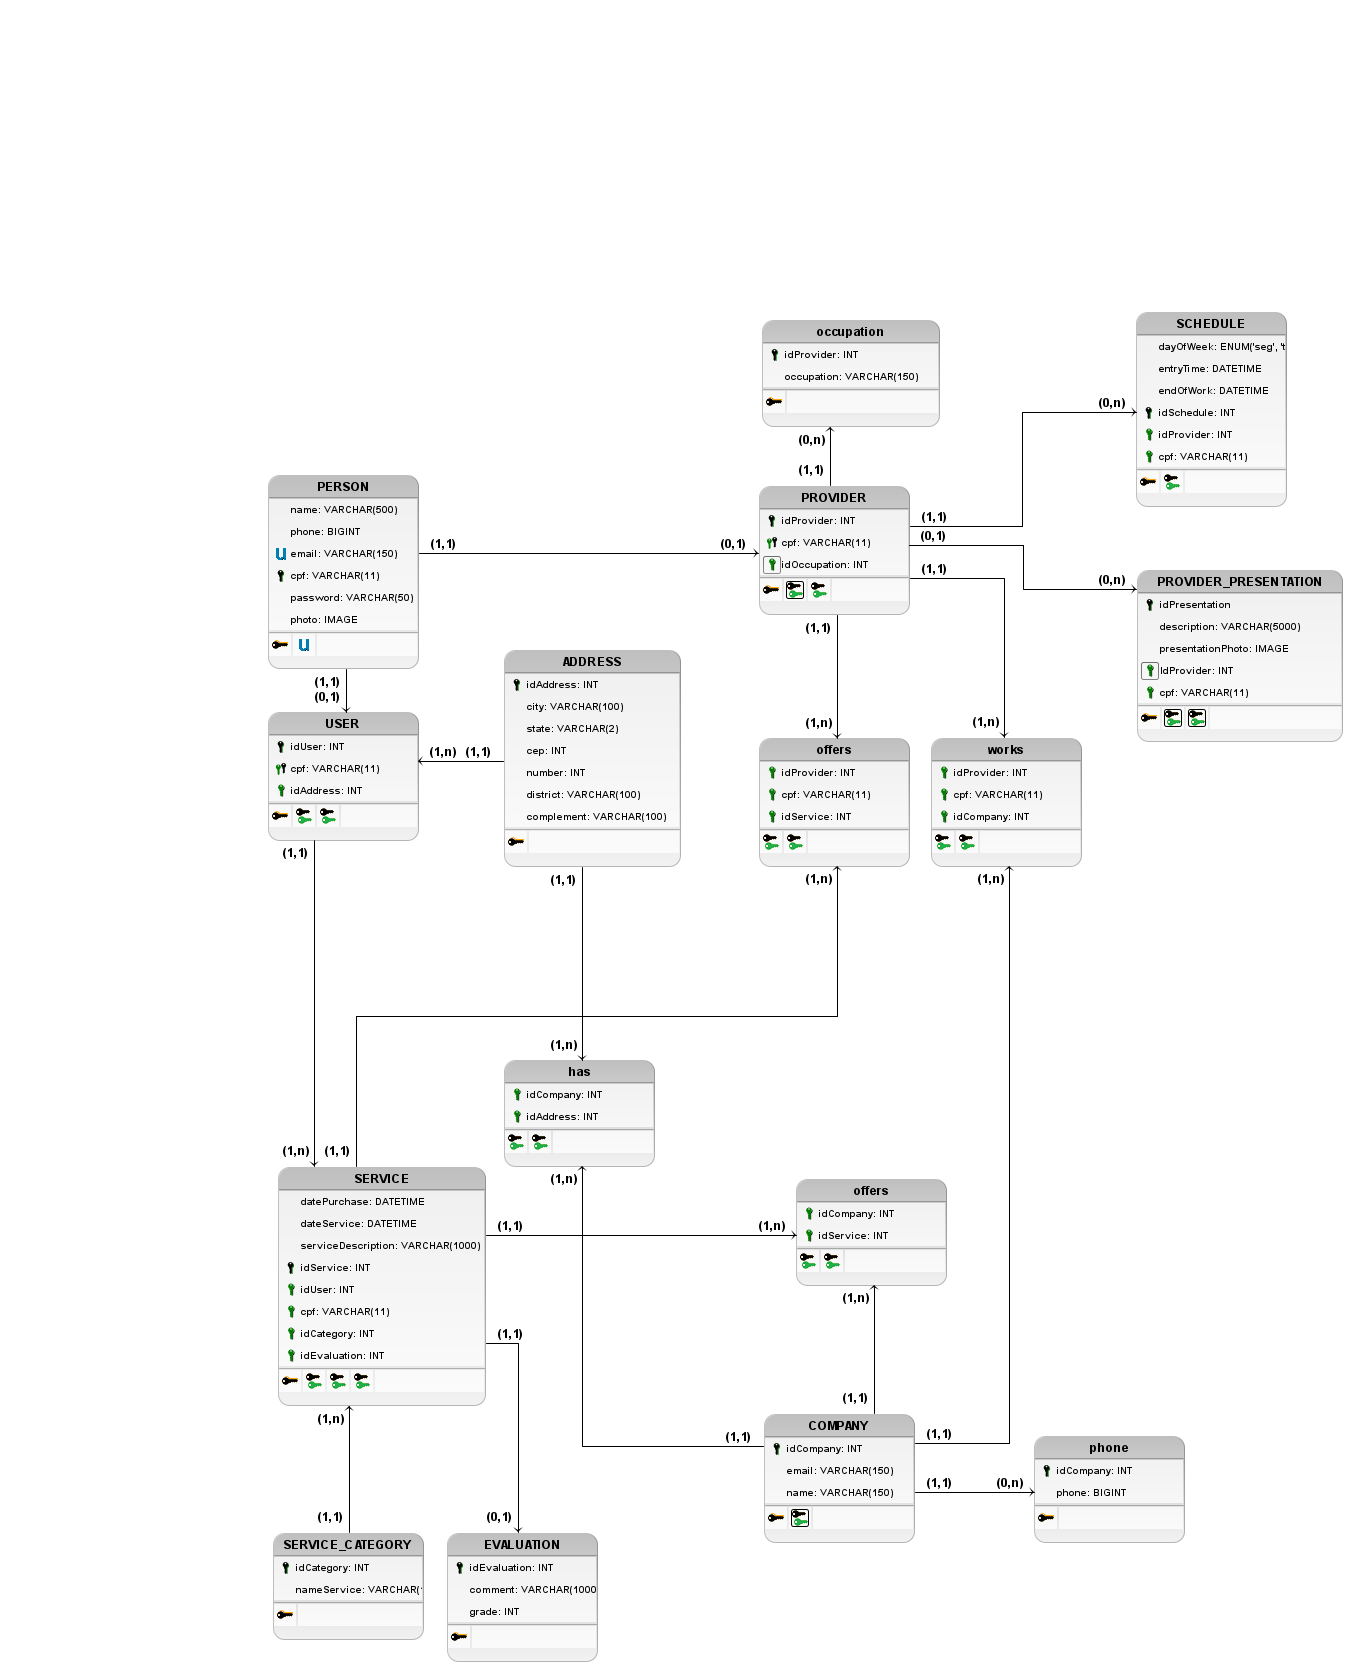 occupation
idProvider: INT
occupation: VARCHAR(150)
(0,n)
(1,1)
SCHEDULE
dayOfWeek: ENUM('seg', 't
entryTime: DATETIME
endOfWork: DATETIME
idSchedule: INT
idProvider: INT
cpf: VARCHAR(11)
(0,n)
PERSON
name: VARCHAR(500)
phone: BIGINT
u email: VARCHAR(150)
cpf: VARCHAR(11)
password: VARCHAR(50)
photo: IMAGE
u
(1,1)
(0,1)
PROVIDER
idProvider: INT
cpf: VARCHAR(11)
idOccupation: INT
(1,1)
(0,1)
(1,1)
(0,n)
PROVIDER_PRESENTATION
idPresentation
description: VARCHAR(5000)
presentationPhoto: IMAGE
IdProvider: INT
cpf: VARCHAR(11)
(1,1)
(0,1)
USER
idUser: INT
cpf: VARCHAR(11)
idAddress: INT
(1,n) (1,1)
ADDRESS
idAddress: INT
city: VARCHAR(100)
state: VARCHAR(2)
cep: INT
number: INT
district: VARCHAR(100)
complement: VARCHAR(100)
(1,1)
(1,n)
(1,n)
offers
idProvider: INT
cpf: VARCHAR(11)
idService: INT
works
idProvider: INT
cpf: VARCHAR(11)
idCompany: INT
(1,1)
(1,1)
(1,n)
(1,n)
(1,n)
has
idCompany: INT
idAddress: INT
(1,n)
(1,n)
(1,1)
SERVICE
datePurchase: DATETIME
dateService: DATETIME
serviceDescription: VARCHAR(1000)
idService: INT
idUser: INT
cpf: VARCHAR(11)
idCategory: INT
idEvaluation: INT
(1,1)
(1,n)
offers
idCompany: INT
idService: INT
(1,n)
(1,1)
(1,n)
(1,1)
(1,1)
COMPANY
idCompany: INT
email: VARCHAR(150)
name: VARCHAR(150)
(1,1)
(1,1)
(0,n)
phone
idCompany: INT
phone: BIGINT
(1,1)
(0,1)
SERVICE_CATEGORY
idCategory: INT
nameService: VARCHAR(
EVALUATION
idEvaluation: INT
comment: VARCHAR(1000
grade: INT